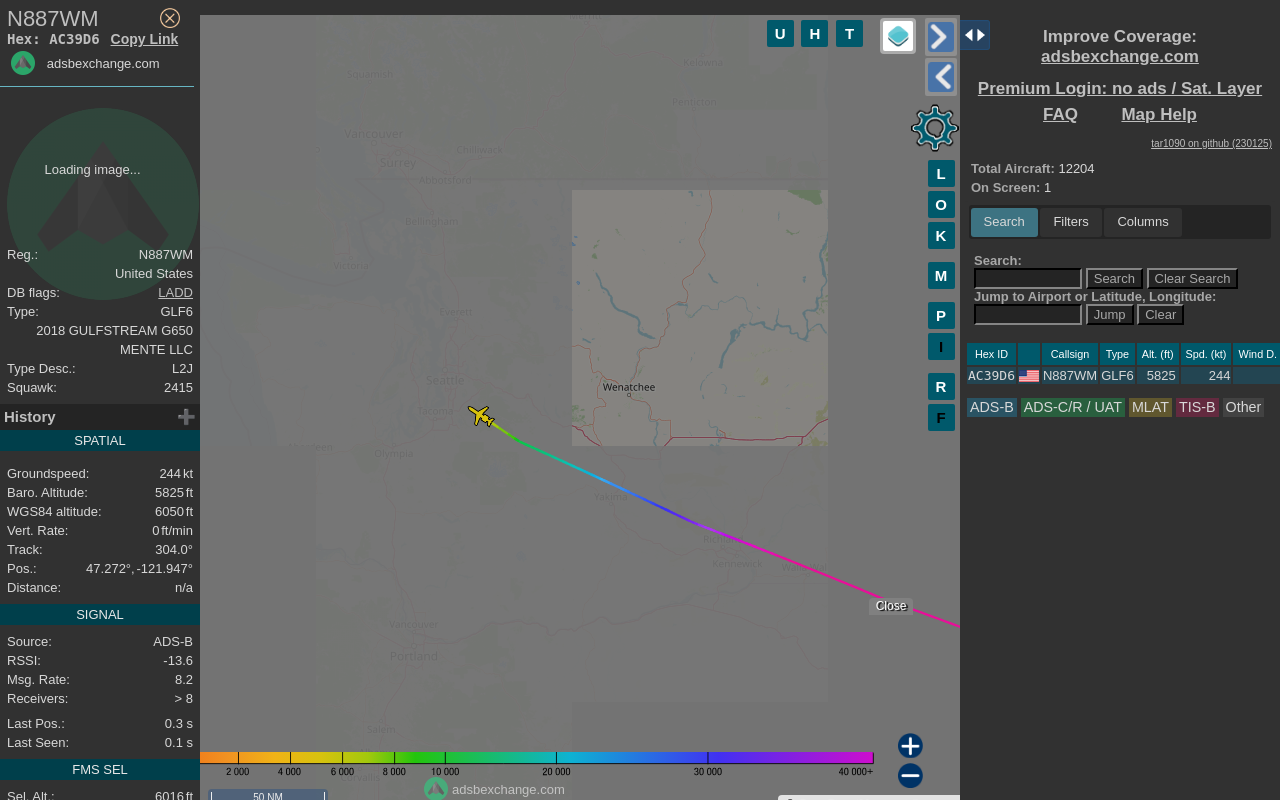 N887WM
Hex: AC39D6 Copy Link
adsbexchange.com
Loading image...
Reg.: N887WM
United States
DB flags: LADD
Type: GLF6
2018 GULFSTREAM G650
MENTE LLC
Type Desc.: L2J
Squawk: 2415
History
SPATIAL
Groundspeed: 244 kt
Baro. Altitude: 5825 ft
WGS84 altitude: 6050 ft
Vert. Rate: 0 ft/min
Track: 304.0°
Pos.: 47.272°, -121.947°
Distance: n/a
SIGNAL
Source: ADS-B
RSSI: -13.6
Msg. Rate: 8.2
Receivers: > 8
Last Pos.: 0.3 s
Last Seen: 0.1 s
FMS SEL
Sel. Alt.: 6016 ft
U H T
L
O
K
M
P
I
R
F
Squamish
Kelowna
Penticton
Vancouver
Surrey
Chilliwack
Abbotsford
Bellingham
Victoria
Everett
Seattle
Tacoma
Olympia
Aberdeen
Wenatchee
Yakima
Richland
Kennewick
Vancouver
Portland
Salem
Close
2 000 4 000 6 000 8 000 10 000 20 000 30 000 40 000+
adsbexchange.com
50 NM
Improve Coverage:
adsbexchange.com
Premium Login: no ads / Sat. Layer
FAQ Map Help
tar1090 on github (230125)
Total Aircraft: 12204
On Screen: 1
Search Filters Columns
Search:
Search Clear Search
Jump to Airport or Latitude, Longitude:
Jump Clear
Hex ID Callsign Type Alt. (ft) Spd. (kt) Wind D.
AC39D6 N887WM GLF6 5825 244
ADS-B ADS-C/R / UAT MLAT TIS-B Other